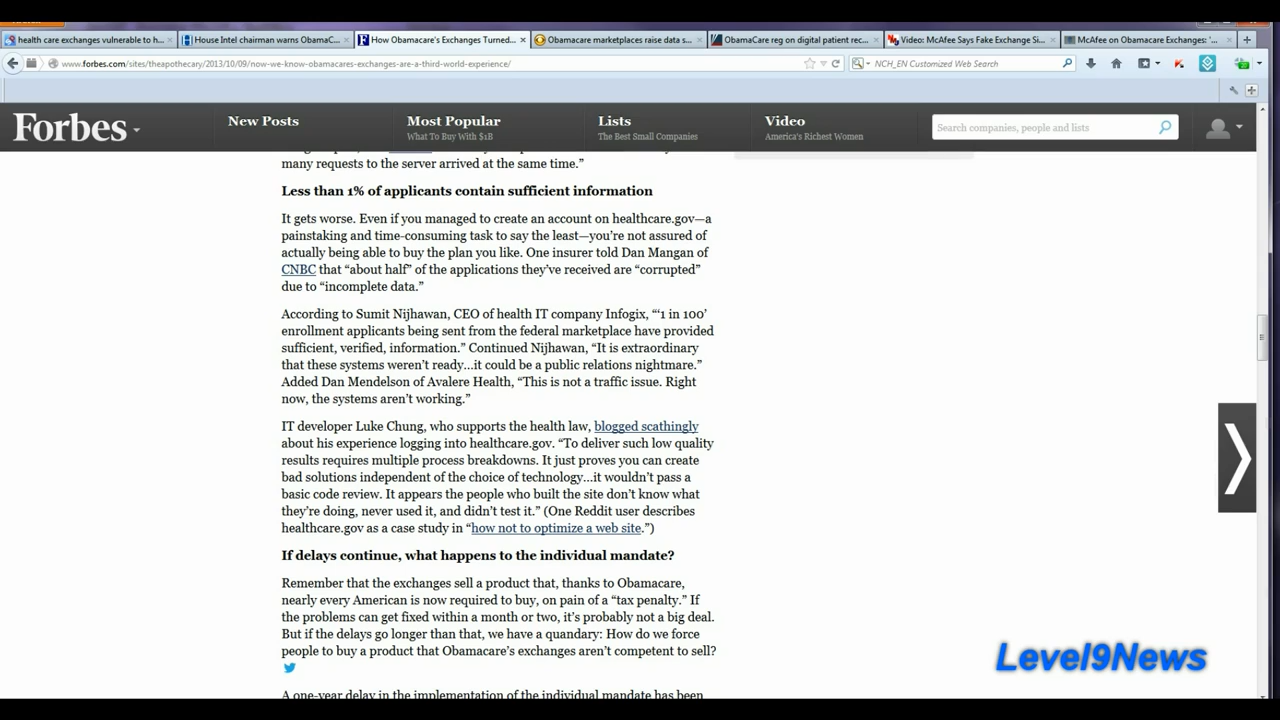 health care exchanges vulnerable to h...
House Intel chairman warns ObamaC...
How Obamacare's Exchanges Turned...
Obamacare marketplaces raise data s...
ObamaCare reg on digital patient rec...
Video: McAfee Says Fake Exchange Si...
McAfee on Obamacare Exchanges: '...
www.forbes.com/sites/theapothecary/2013/10/09/now-we-know-obamacares-exchanges-are-a-third-world-experience/
NCH_EN Customized Web Search
Forbes
New Posts
Most Popular
What To Buy With $1B
Lists
The Best Small Companies
Video
America's Richest Women
Search companies, people and lists
many requests to the server arrived at the same time.”
Less than 1% of applicants contain sufficient information
It gets worse. Even if you managed to create an account on healthcare.gov—a
painstaking and time-consuming task to say the least—you’re not assured of
actually being able to buy the plan you like. One insurer told Dan Mangan of
CNBC that “about half” of the applications they’ve received are “corrupted”
due to “incomplete data.”
According to Sumit Nijhawan, CEO of health IT company Infogix, “‘1 in 100’
enrollment applicants being sent from the federal marketplace have provided
sufficient, verified, information.” Continued Nijhawan, “It is extraordinary
that these systems weren’t ready…it could be a public relations nightmare.”
Added Dan Mendelson of Avalere Health, “This is not a traffic issue. Right
now, the systems aren’t working.”
IT developer Luke Chung, who supports the health law, blogged scathingly
about his experience logging into healthcare.gov. “To deliver such low quality
results requires multiple process breakdowns. It just proves you can create
bad solutions independent of the choice of technology…it wouldn’t pass a
basic code review. It appears the people who built the site don’t know what
they’re doing, never used it, and didn’t test it.” (One Reddit user describes
healthcare.gov as a case study in “how not to optimize a web site.”)
If delays continue, what happens to the individual mandate?
Remember that the exchanges sell a product that, thanks to Obamacare,
nearly every American is now required to buy, on pain of a “tax penalty.” If
the problems can get fixed within a month or two, it’s probably not a big deal.
But if the delays go longer than that, we have a quandary: How do we force
people to buy a product that Obamacare’s exchanges aren’t competent to sell?
A one-year delay in the implementation of the individual mandate has been
Level9News